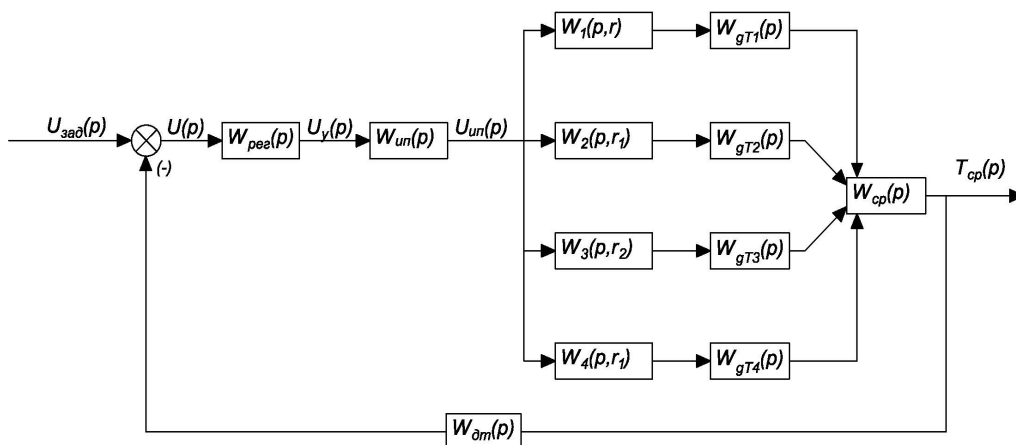 W1(p,r)
WgT1(p)
Uзад(p)
U(p)
(-)
Wрег(p)
Uу(p)
Wип(p)
Uип(p)
W2(p,r1)
WgT2(p)
Wср(p)
Tср(p)
W3(p,r2)
WgT3(p)
W4(p,r1)
WgT4(p)
Wдт(p)